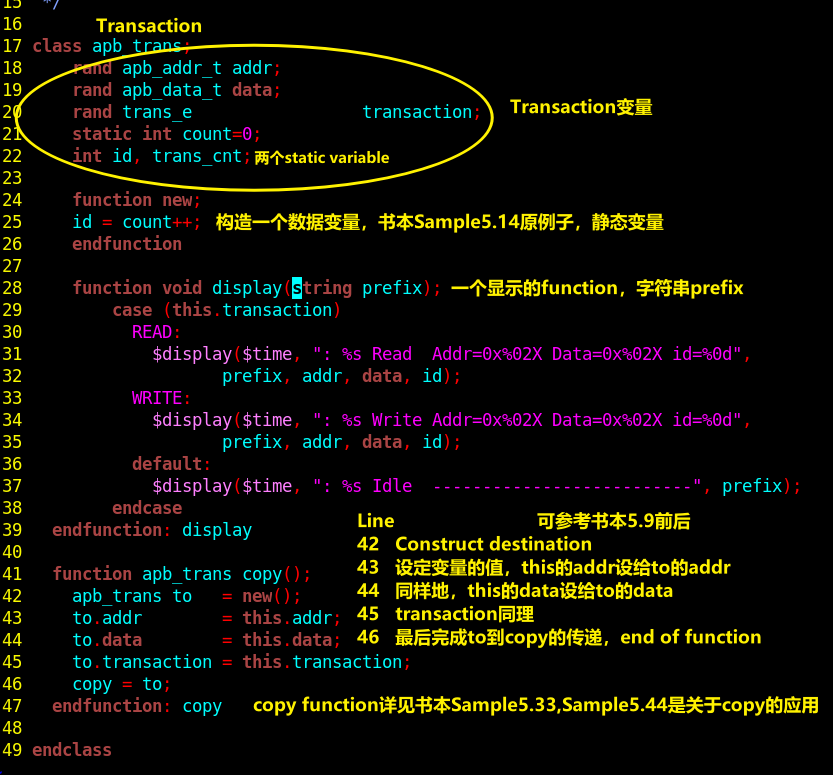 15  */
16 Transaction
17 class apb_trans;
18 rand apb_addr_t addr;
19 rand apb_data_t data;
20 rand trans_e transaction; Transaction变量
21 static int count=0;
22 int id, trans_cnt; 两个static variable
23
24 function new;
25 id = count++; 构造一个数据变量，书本Sample5.14原例子，静态变量
26 endfunction
27
28 function void display(string prefix); 一个显示的function，字符串prefix
29 case (this.transaction)
30 READ:
31 $display($time, ": %s Read  Addr=0x%02X Data=0x%02X id=%0d",
32 prefix, addr, data, id);
33 WRITE:
34 $display($time, ": %s Write Addr=0x%02X Data=0x%02X id=%0d",
35 prefix, addr, data, id);
36 default:
37 $display($time, ": %s Idle  --------------------------", prefix);
38 endcase
Line 可参考书本5.9前后
39 endfunction: display
40 42 Construct destination
41 function apb_trans copy(); 43 设定变量的值，this的addr设给to的addr
42 apb_trans to = new(); 44 同样地，this的data设给to的data
43 to.addr = this.addr; 45 transaction同理
44 to.data = this.data; 46 最后完成to到copy的传递，end of function
45 to.transaction = this.transaction;
46 copy = to;
47 endfunction: copy copy function详见书本Sample5.33,Sample5.44是关于copy的应用
48
49 endclass